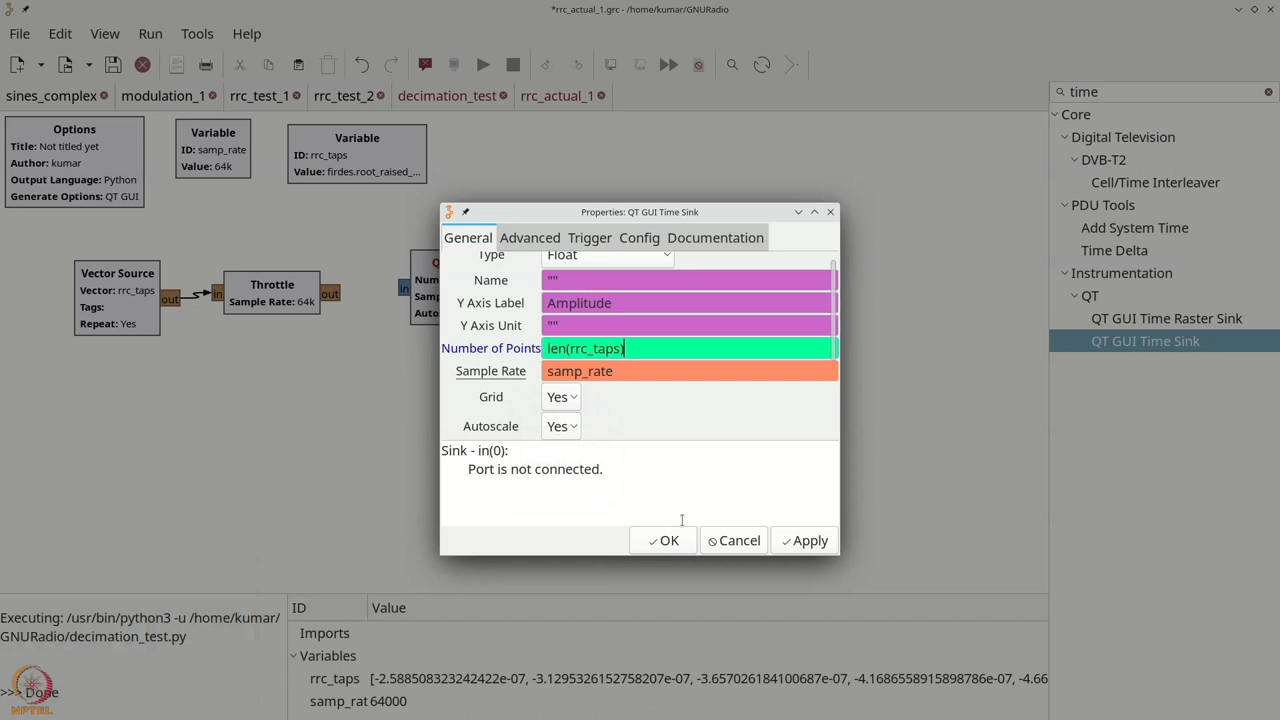 *rrc_actual_1.grc - /home/kumar/GNURadio
File Edit View Run Tools Help
sines_complex modulation_1 rrc_test_1 rrc_test_2 decimation_test rrc_actual_1
time
Core
Digital Television
DVB-T2
Cell/Time Interleaver
PDU Tools
Add System Time
Time Delta
Instrumentation
QT
QT GUI Time Raster Sink
QT GUI Time Sink
Options
Title: Not titled yet
Author: kumar
Output Language: Python
Generate Options: QT GUI
Variable
ID: samp_rate
Value: 64k
Variable
ID: rrc_taps
Value: firdes.root_raised_...
Vector Source
Vector: rrc_taps
Tags:
Repeat: Yes
out
in
Throttle
Sample Rate: 64k
out
in
Q
Num
Samp
Auto
Properties: QT GUI Time Sink
General Advanced Trigger Config Documentation
Type Float
Name ""
Y Axis Label Amplitude
Y Axis Unit ""
Number of Points len(rrc_taps)
Sample Rate samp_rate
Grid Yes
Autoscale Yes
Sink - in(0):
Port is not connected.
OK Cancel Apply
Executing: /usr/bin/python3 -u /home/kumar/
GNURadio/decimation_test.py
>>> Done
NPTEL
ID Value
Imports
Variables
rrc_taps [-2.588508323242422e-07, -3.1295326152758207e-07, -3.657026184100687e-07, -4.1686558915898786e-07, -4.66
samp_rat 64000